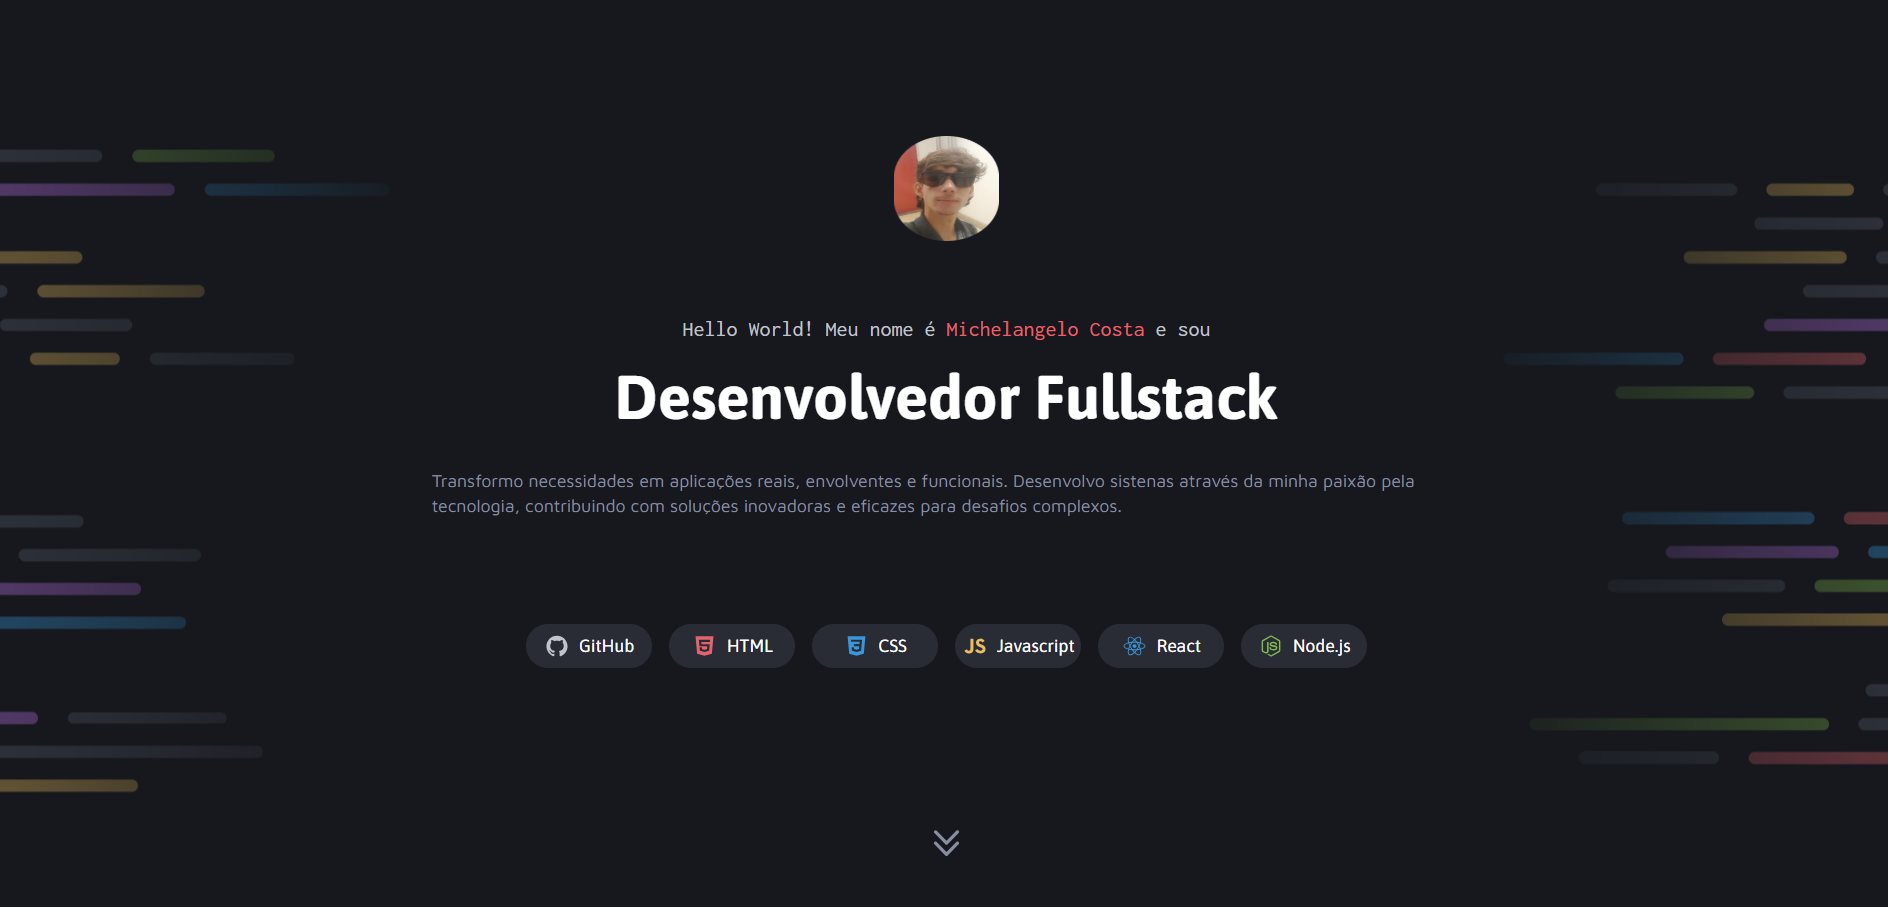 Hello World! Meu nome é Michelangelo Costa e sou
Desenvolvedor Fullstack
Transformo necessidades em aplicações reais, envolventes e funcionais. Desenvolvo sistenas através da minha paixão pela
tecnologia, contribuindo com soluções inovadoras e eficazes para desafios complexos.
GitHub HTML CSS JS Javascript React Node.js